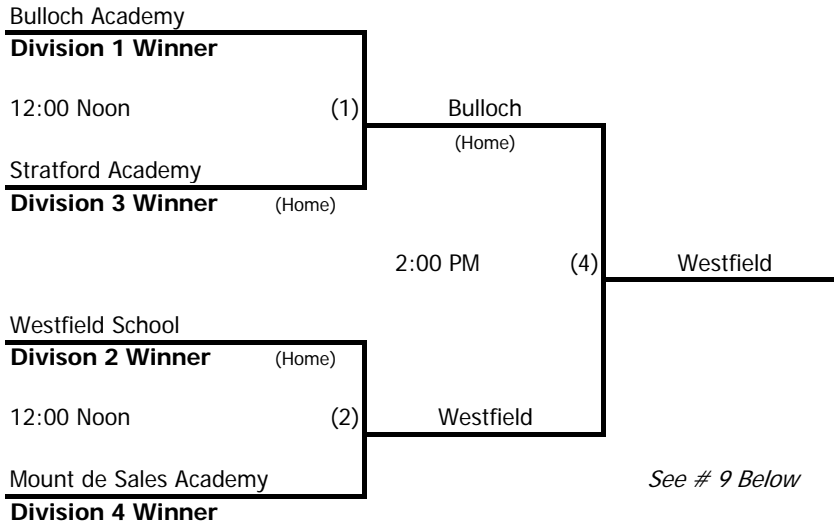 Bulloch Academy
Division 1 Winner
12:00 Noon (1) Bulloch
(Home)
Stratford Academy
Division 3 Winner (Home)
2:00 PM (4) Westfield
Westfield School
Divison 2 Winner (Home)
12:00 Noon (2) Westfield
Mount de Sales Academy See # 9 Below
Division 4 Winner